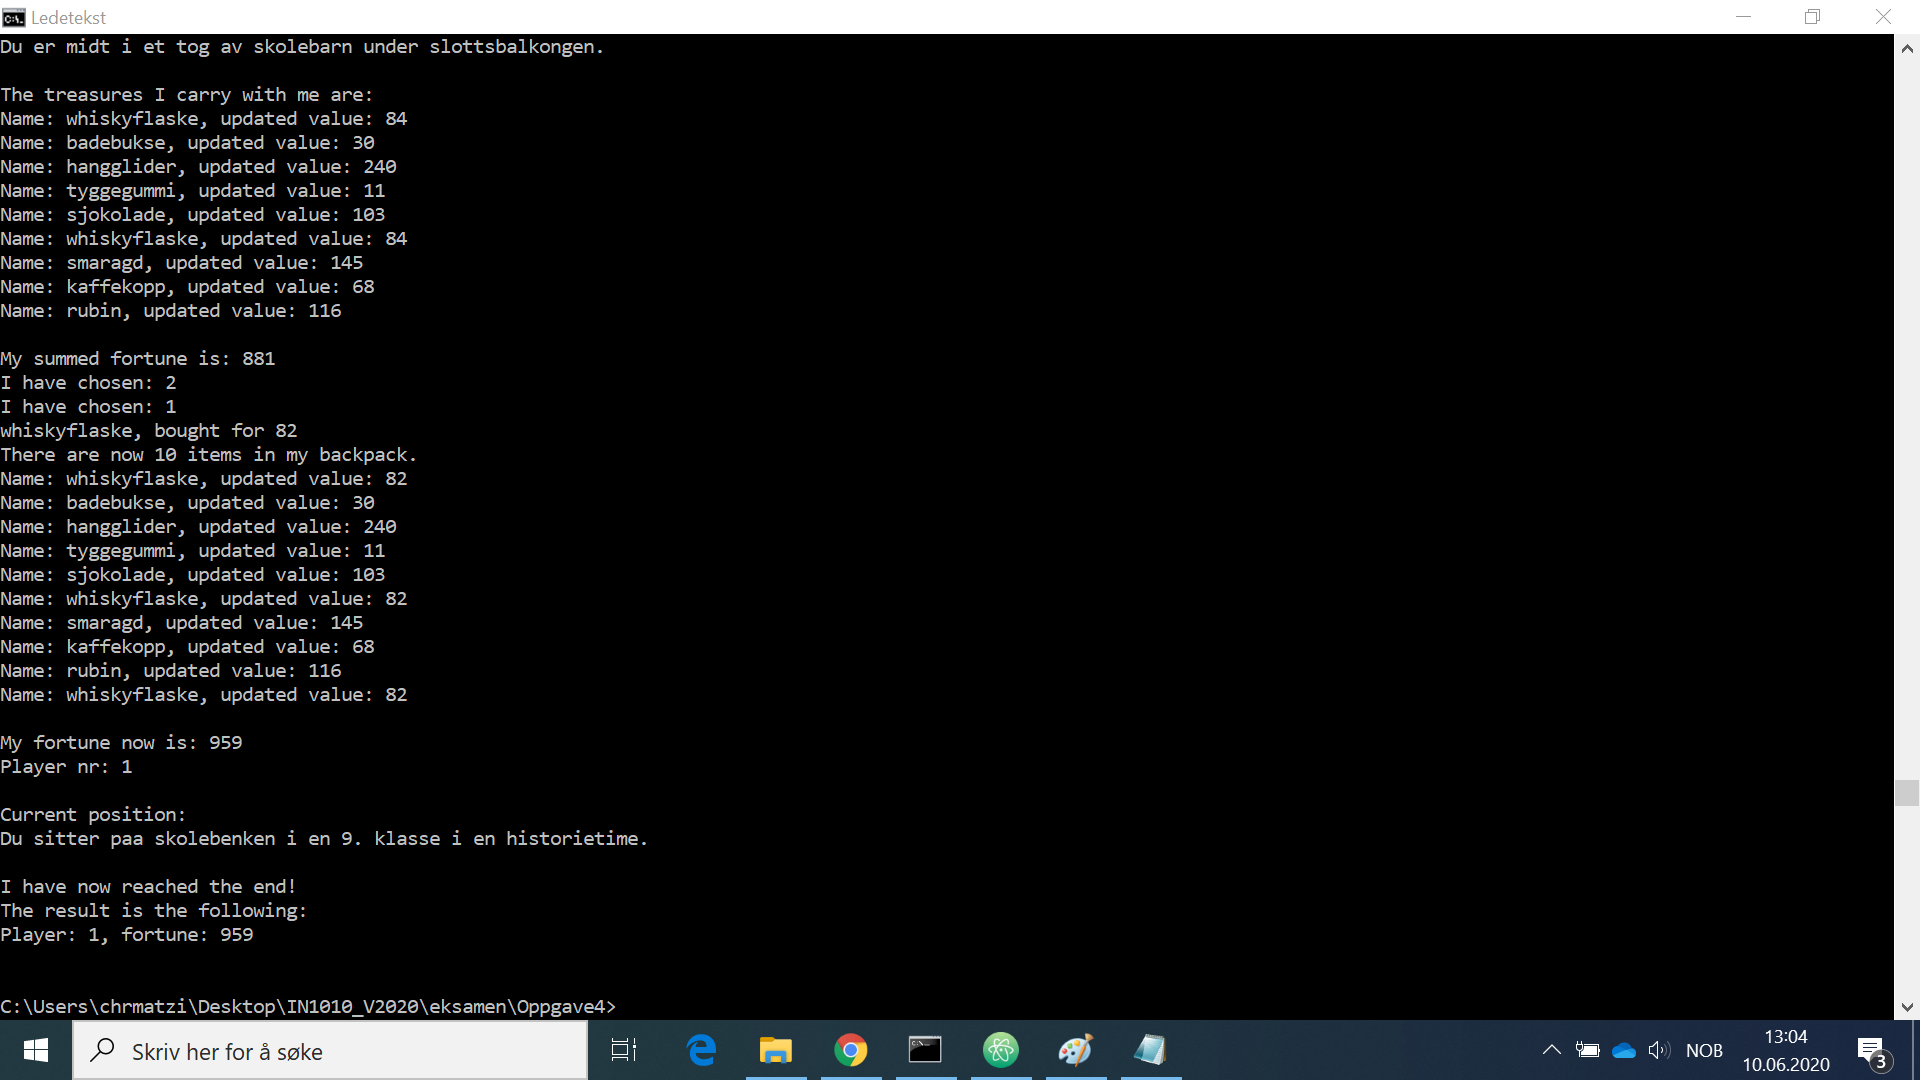 Ledetekst
Du er midt i et tog av skolebarn under slottsbalkongen.
The treasures I carry with me are:
Name: whiskyflaske, updated value: 84
Name: badebukse, updated value: 30
Name: hangglider, updated value: 240
Name: tyggegummi, updated value: 11
Name: sjokolade, updated value: 103
Name: whiskyflaske, updated value: 84
Name: smaragd, updated value: 145
Name: kaffekopp, updated value: 68
Name: rubin, updated value: 116
My summed fortune is: 881
I have chosen: 2
I have chosen: 1
whiskyflaske, bought for 82
There are now 10 items in my backpack.
Name: whiskyflaske, updated value: 82
Name: badebukse, updated value: 30
Name: hangglider, updated value: 240
Name: tyggegummi, updated value: 11
Name: sjokolade, updated value: 103
Name: whiskyflaske, updated value: 82
Name: smaragd, updated value: 145
Name: kaffekopp, updated value: 68
Name: rubin, updated value: 116
Name: whiskyflaske, updated value: 82
My fortune now is: 959
Player nr: 1
Current position:
Du sitter paa skolebenken i en 9. klasse i en historietime.
I have now reached the end!
The result is the following:
Player: 1, fortune: 959
C:\Users\chrmatzi\Desktop\IN1010_V2020\eksamen\Oppgave4>
Skriv her for å søke
NOB
13:04
10.06.2020
3